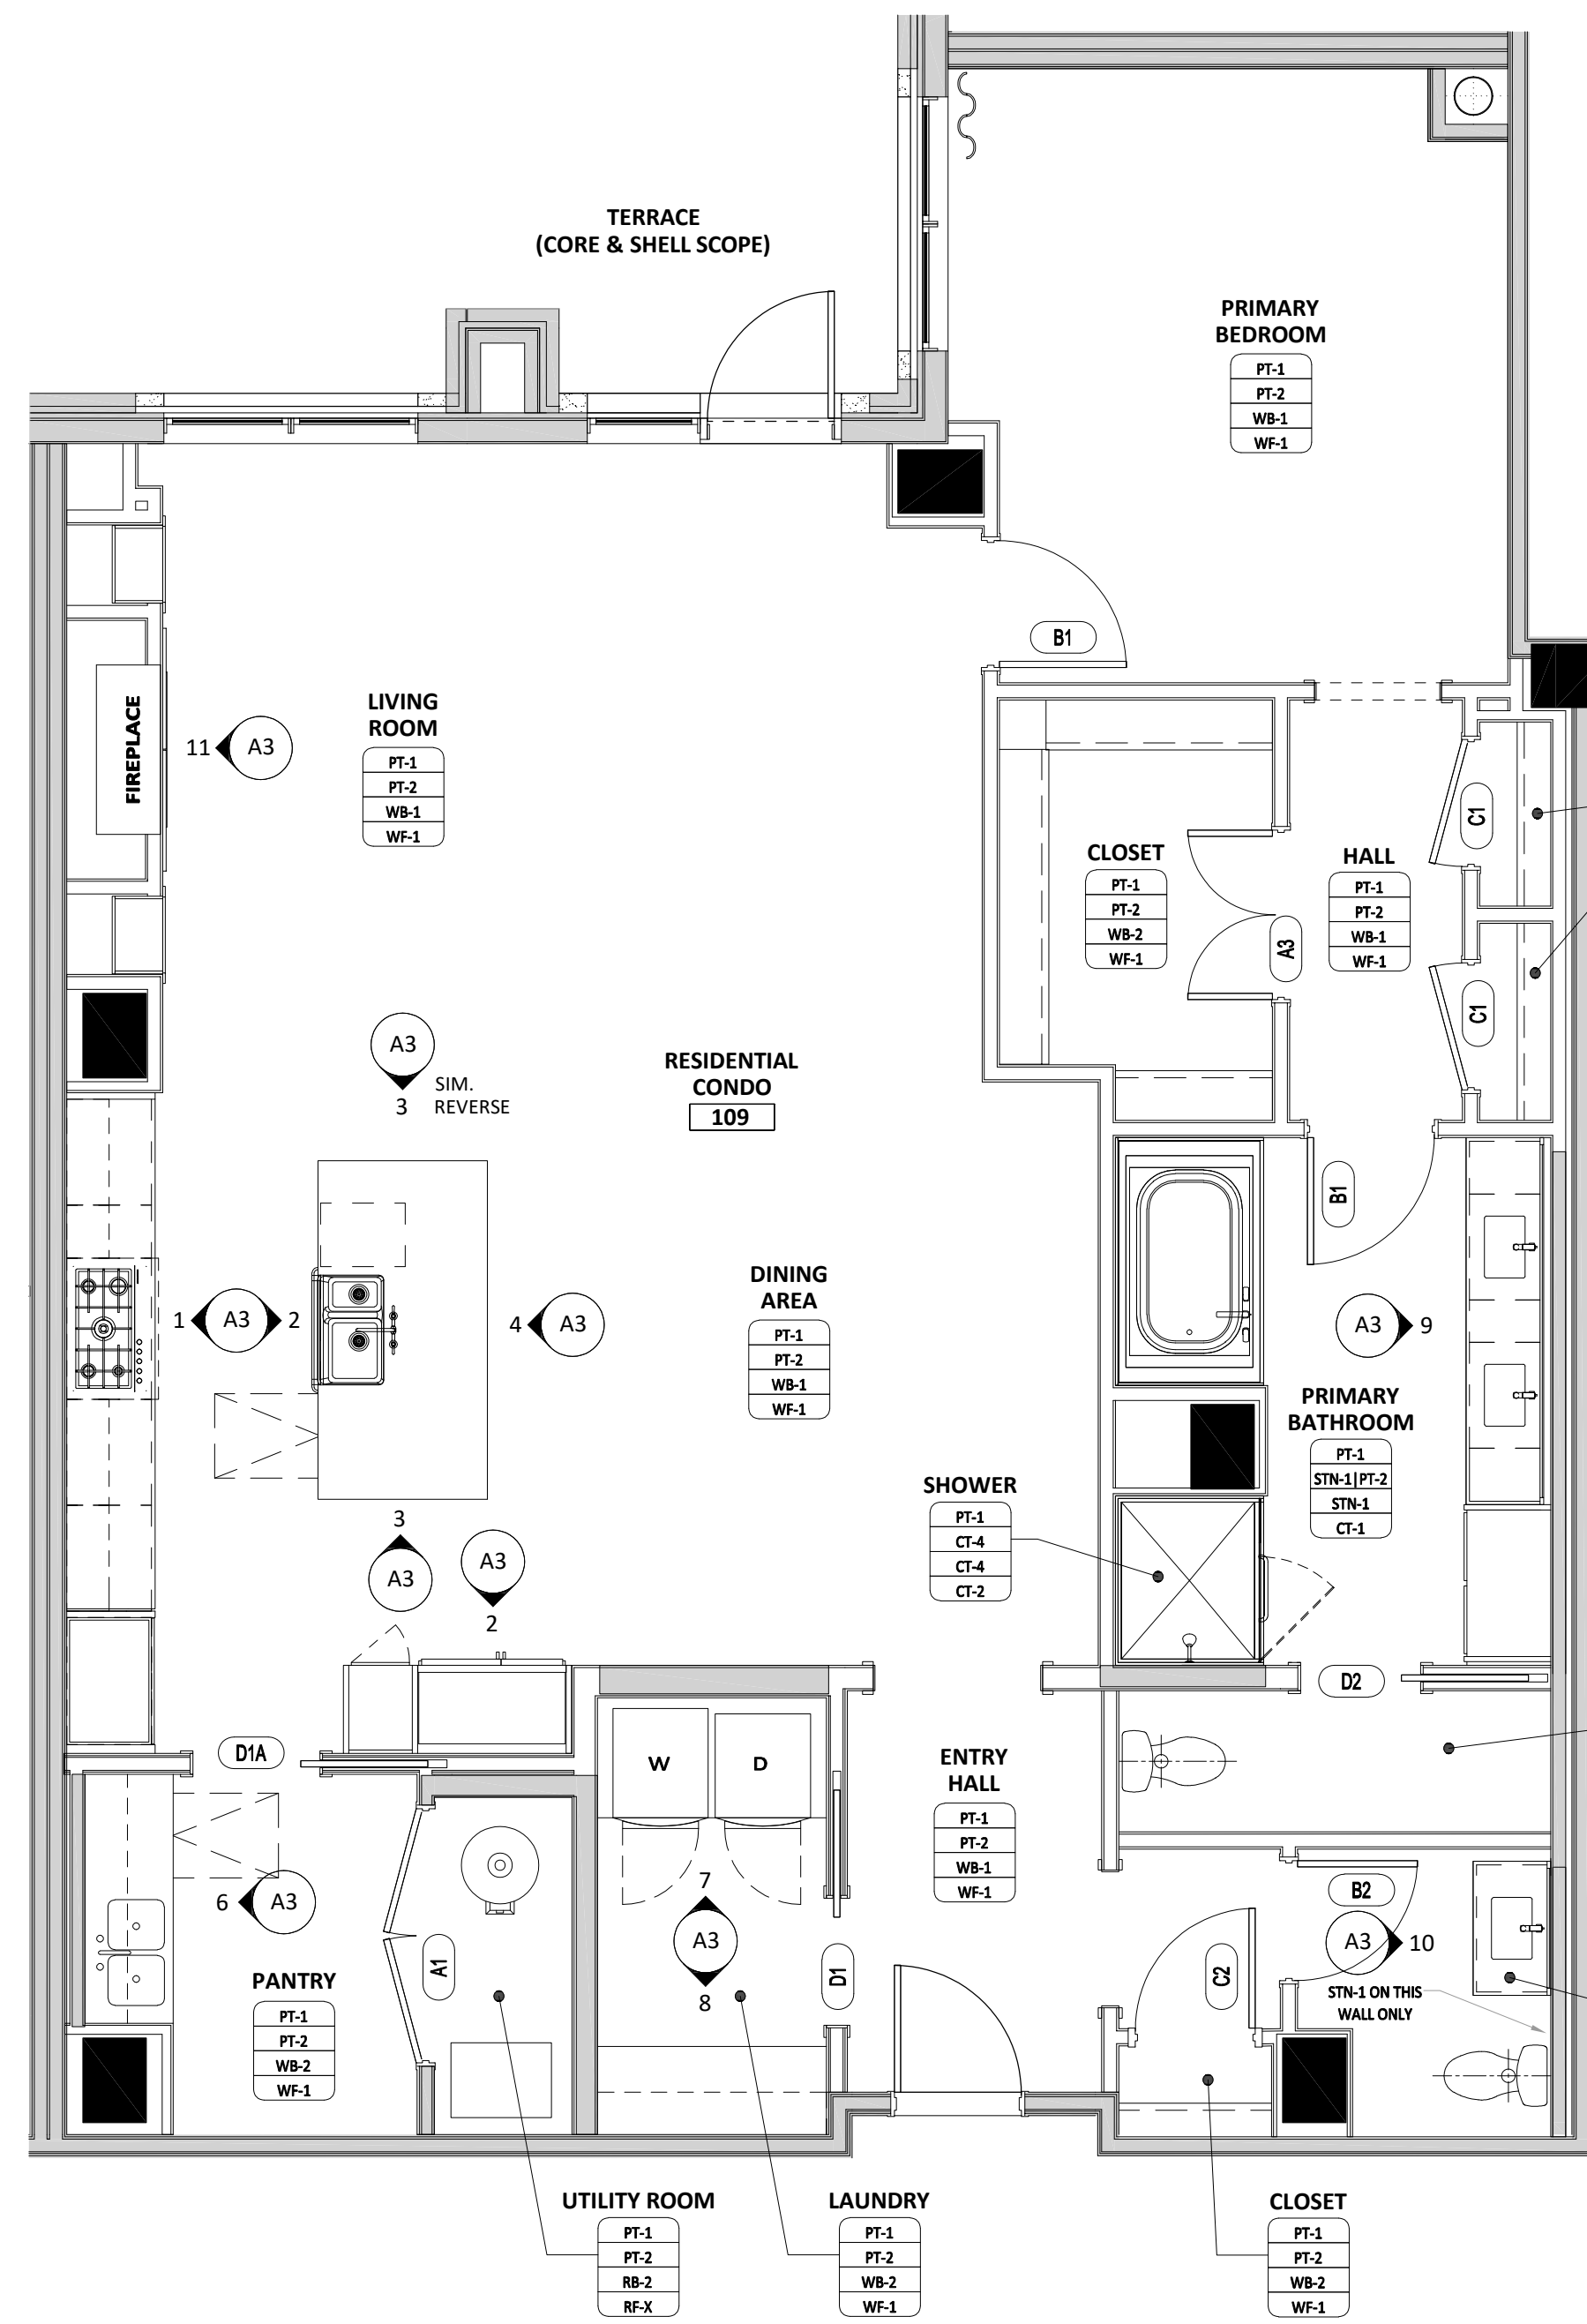 TERRACE
(CORE & SHELL SCOPE)
PRIMARY
BEDROOM
PT-1
PT-2
WB-1
WF-1
B1
LIVING
ROOM
PT-1
PT-2
WB-1
WF-1
FIREPLACE
11
A3
CLOSET
PT-1
PT-2
WB-2
WF-1
A3
HALL
PT-1
PT-2
WB-1
WF-1
C1
C1
A3
3
SIM.
REVERSE
RESIDENTIAL
CONDO
109
B1
1
A3
2
4
A3
DINING
AREA
PT-1
PT-2
WB-1
WF-1
A3
9
PRIMARY
BATHROOM
PT-1
STN-1|PT-2
STN-1
CT-1
SHOWER
PT-1
CT-4
CT-4
CT-2
3
A3
A3
2
D2
D1A
W
D
ENTRY
HALL
PT-1
PT-2
WB-1
WF-1
6
A3
7
A3
8
B2
A3
10
A1
D1
C2
STN-1 ON THIS
WALL ONLY
PANTRY
PT-1
PT-2
WB-2
WF-1
UTILITY ROOM
PT-1
PT-2
RB-2
RF-X
LAUNDRY
PT-1
PT-2
WB-2
WF-1
CLOSET
PT-1
PT-2
WB-2
WF-1